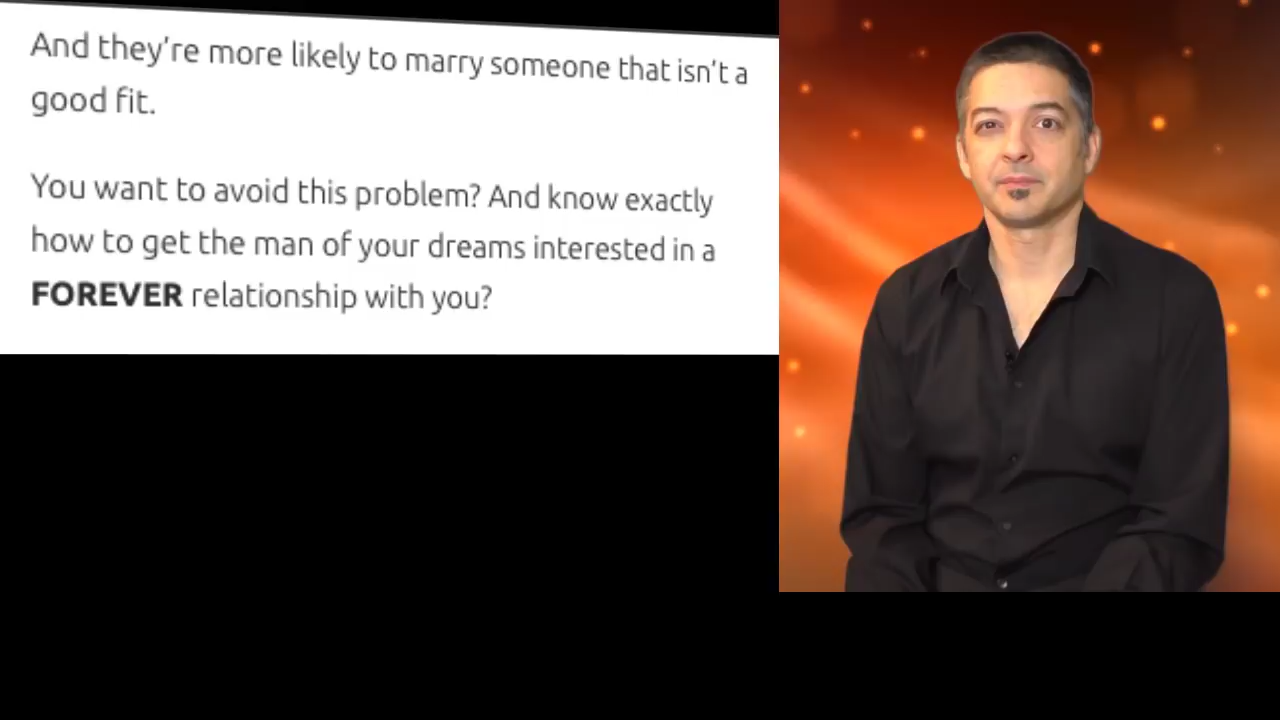 And they're more likely to marry someone that isn't a
good fit.
You want to avoid this problem? And know exactly
how to get the man of your dreams interested in a
FOREVER relationship with you?